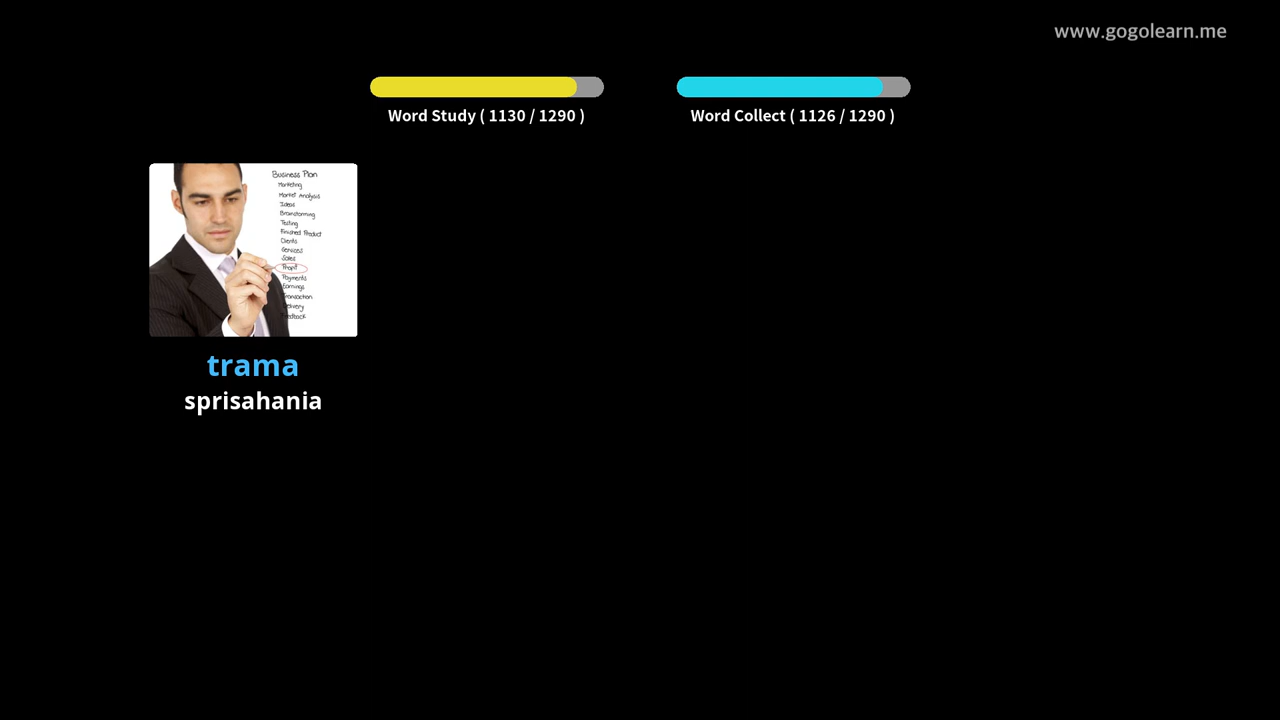 www.gogolearn.me
Word Study ( 1130 / 1290 )
Word Collect ( 1126 / 1290 )
Business Plan
Marketing
Market Analysis
Ideas
Brainstorming
Testing
Finished Product
Clients
Services
Sales
Profit
Payments
Earnings
Transaction
Delivery
Feedback
trama
sprisahania